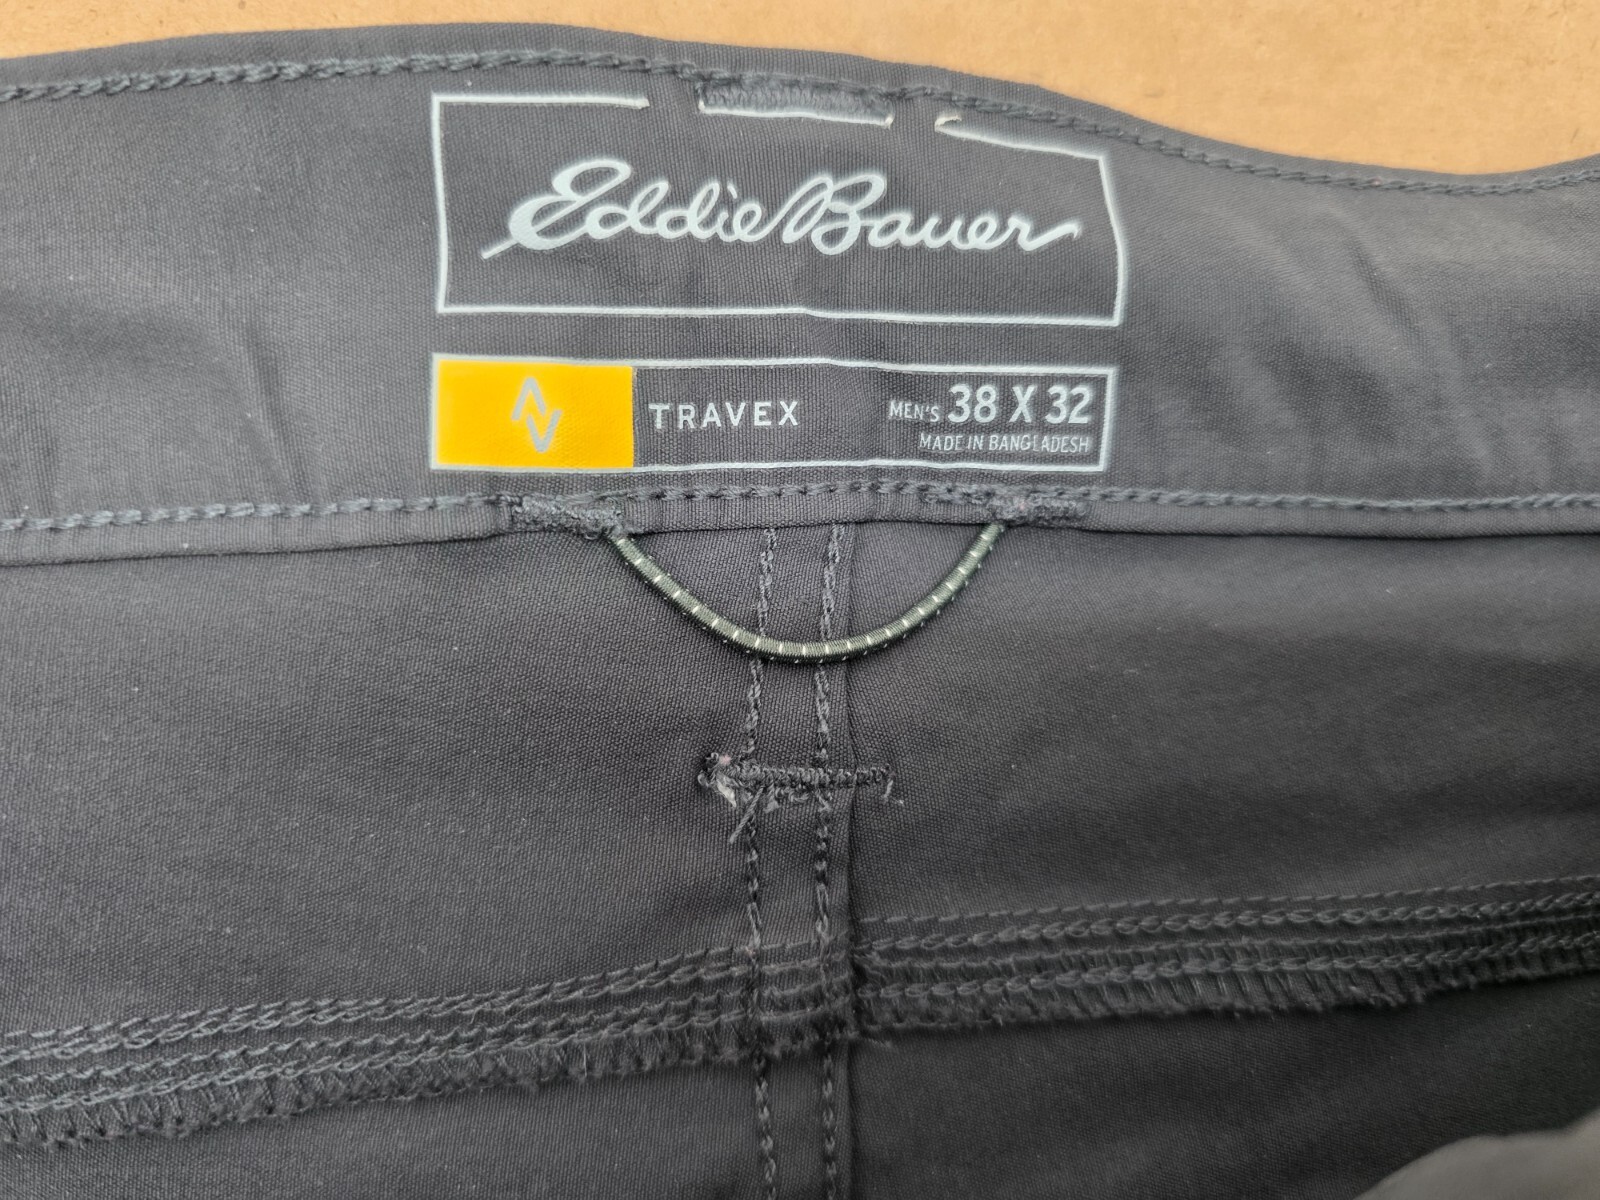 Eddie Bauer
TRAVEX
MEN'S 38 X 32
MADE IN BANGLADESH